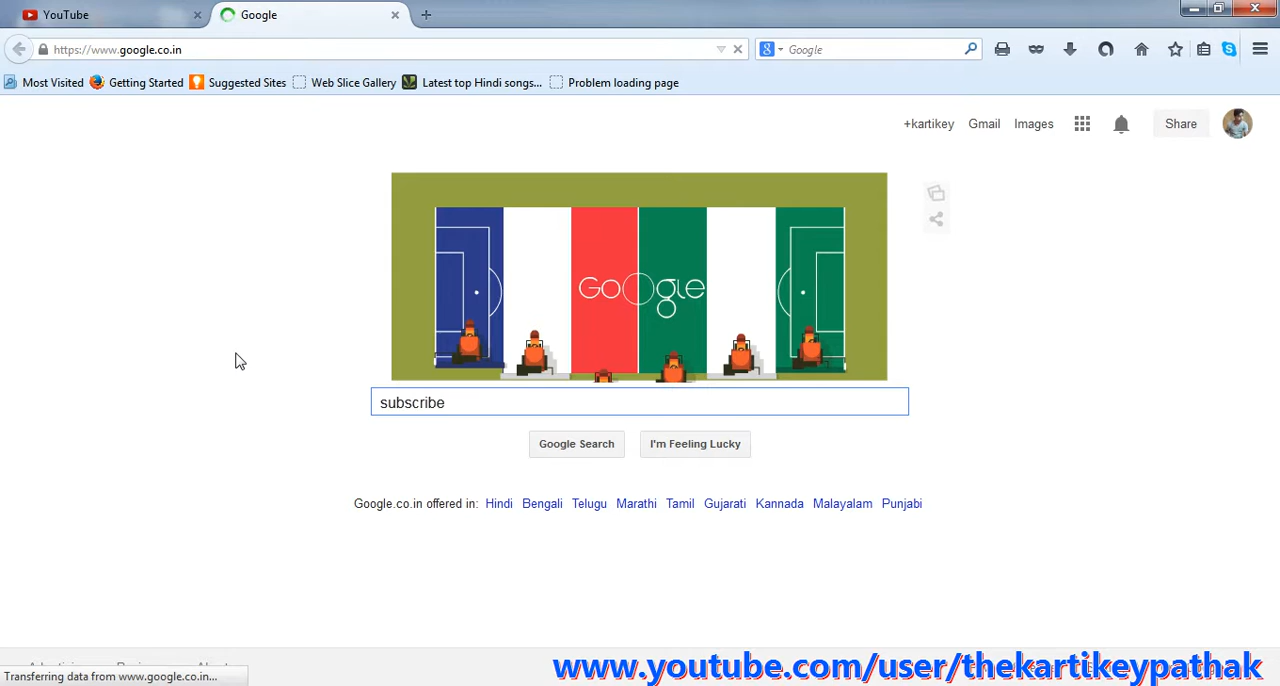 YouTube
Google
https://www.google.co.in
Google
Most Visited
Getting Started
Suggested Sites
Web Slice Gallery
Latest top Hindi songs...
Problem loading page
+kartikey
Gmail
Images
Share
Google
subscribe
Google Search
I'm Feeling Lucky
Google.co.in offered in: Hindi Bengali Telugu Marathi Tamil Gujarati Kannada Malayalam Punjabi
Transferring data from www.google.co.in...
www.youtube.com/user/thekartikeypathak